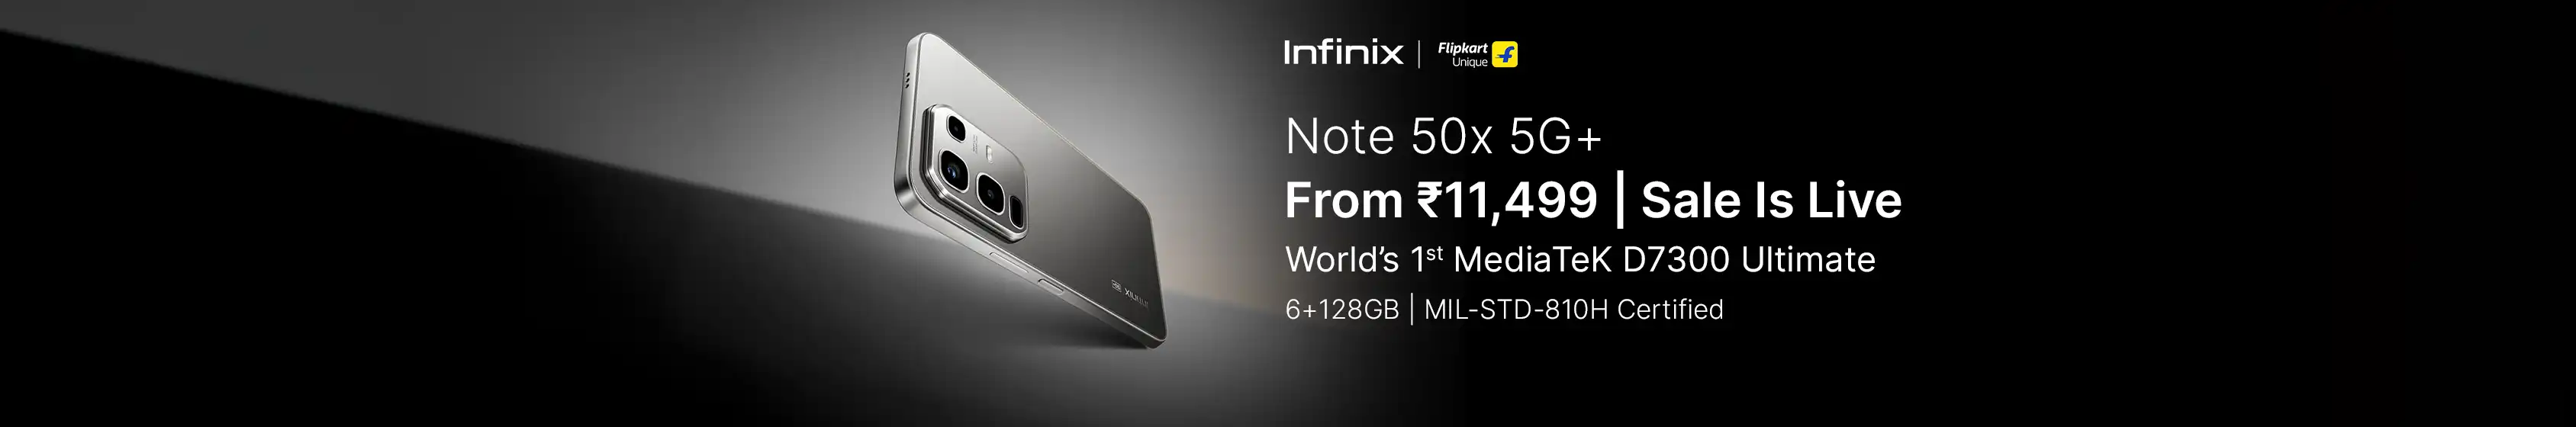 Infinix | Flipkart Unique
Note 50x 5G+
From ₹11,499 | Sale Is Live
World's 1st MediaTeK D7300 Ultimate
6+128GB | MIL-STD-810H Certified